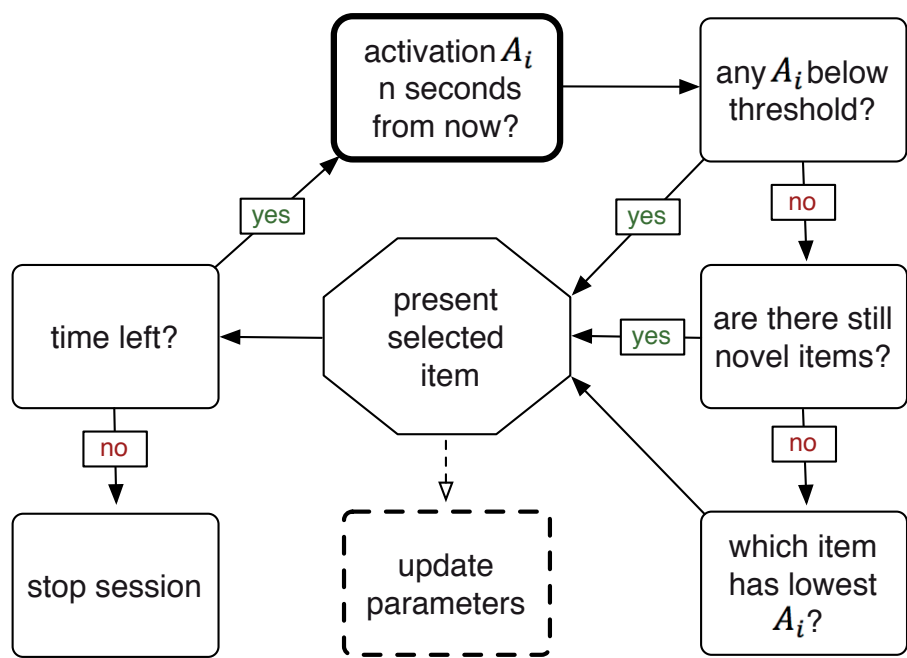 activation A_i
n seconds
from now?
any A_i below
threshold?
yes
yes
no
time left?
present
selected
item
yes
are there still
novel items?
no
no
stop session
update
parameters
which item
has lowest
A_i?